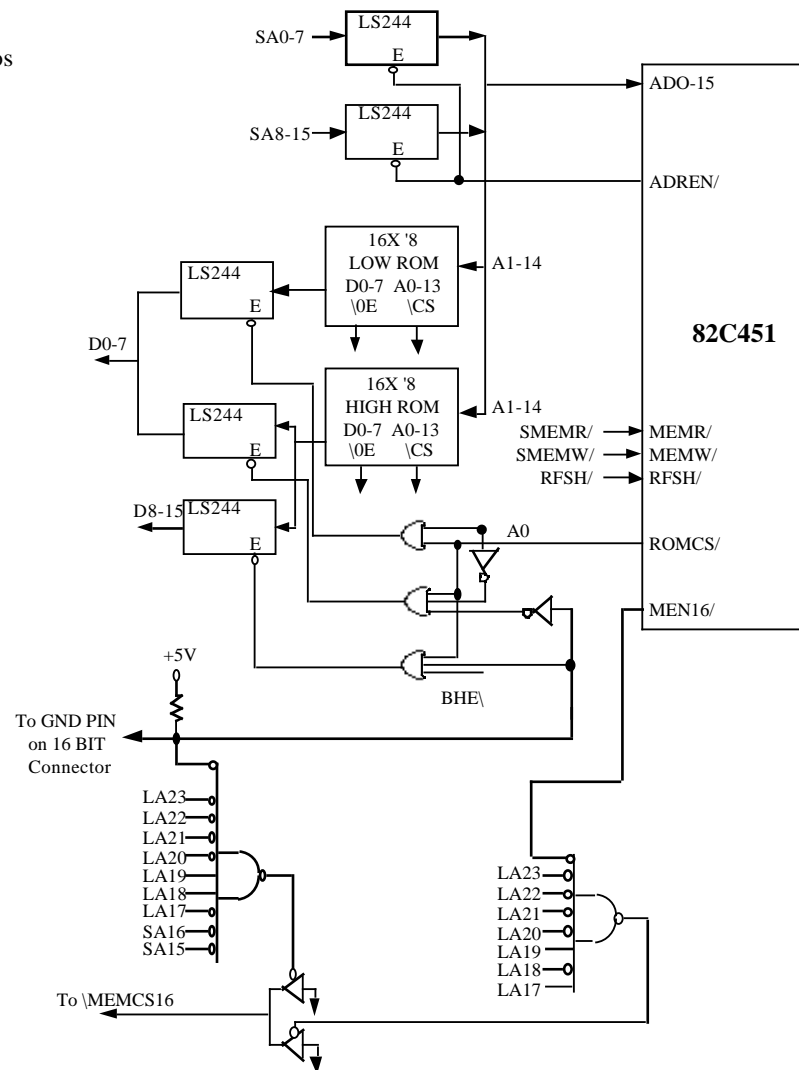 LS244
SA0-7
E
os
ADO-15
LS244
SA8-15
E
ADREN/
16X '8
LOW ROM
D0-7 A0-13
\0E \CS
A1-14
LS244
E
82C451
D0-7
16X '8
HIGH ROM
D0-7 A0-13
\0E \CS
A1-14
LS244
E
SMEMR/ MEMR/
SMEMW/ MEMW/
RFSH/ RFSH/
D8-15
LS244
E
A0
ROMCS/
MEN16/
+5V
BHE\
To GND PIN
on 16 BIT
Connector
LA23
LA22
LA21
LA20
LA19
LA18
LA17
SA16
SA15
LA23
LA22
LA21
LA20
LA19
LA18
LA17
To \MEMCS16